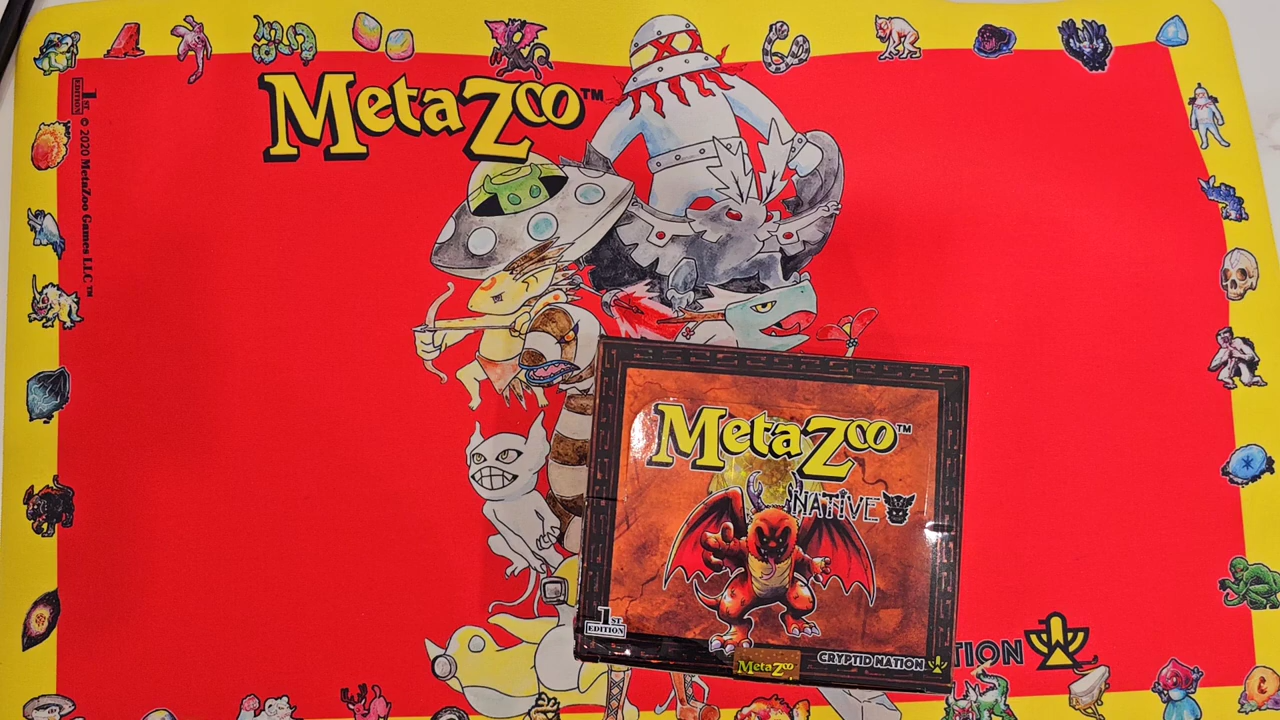 MetaZoo™
1ST EDITION © 2020 MetaZoo Games LLC™
MetaZoo™
NATIVE
1ST
EDITION
MetaZoo
CRYPTID NATION
TION